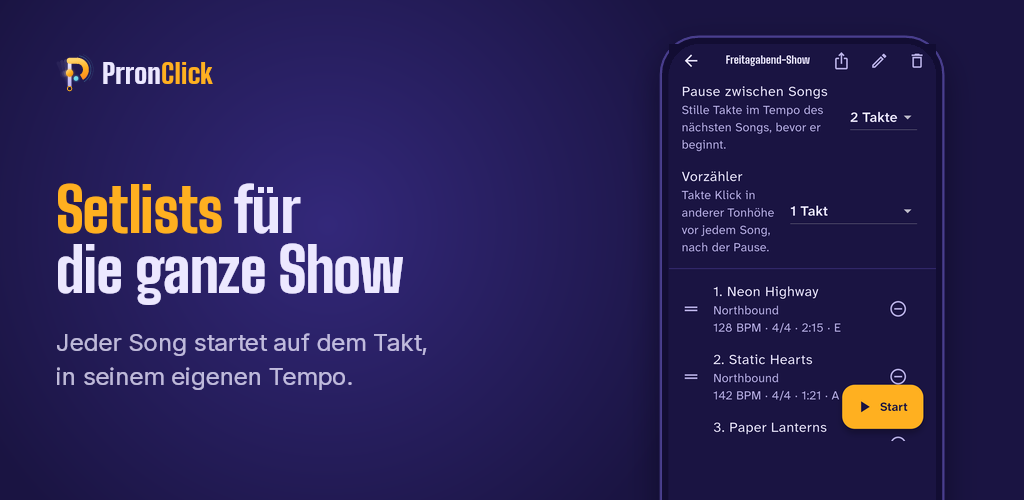 PrronClick
Setlists für
die ganze Show
Jeder Song startet auf dem Takt,
in seinem eigenen Tempo.
Freitagabend-Show
Pause zwischen Songs
Stille Takte im Tempo des
nächsten Songs, bevor er
beginnt.
2 Takte
Vorzähler
Takte Klick in
anderer Tonhöhe
vor jedem Song,
nach der Pause.
1 Takt
1. Neon Highway
Northbound
128 BPM · 4/4 · 2:15 · E
2. Static Hearts
Northbound
142 BPM · 4/4 · 1:21 · A
Start
3. Paper Lanterns